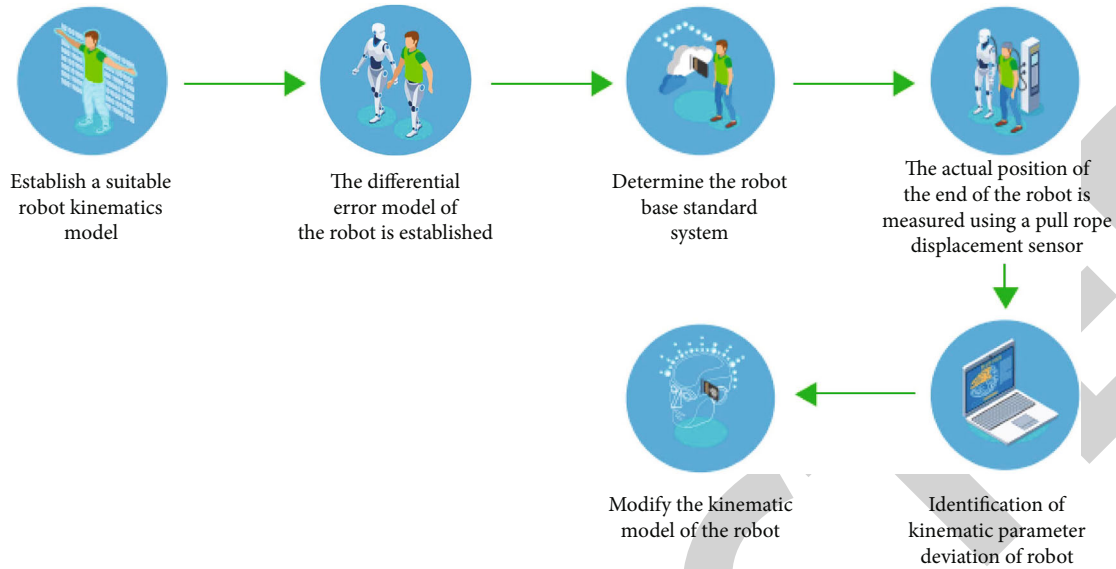 Establish a suitable
robot kinematics
model
The differential
error model of
the robot is established
Determine the robot
base standard
system
The actual position of
the end of the robot is
measured using a pull rope
displacement sensor
Modify the kinematic
model of the robot
Identification of
kinematic parameter
deviation of robot